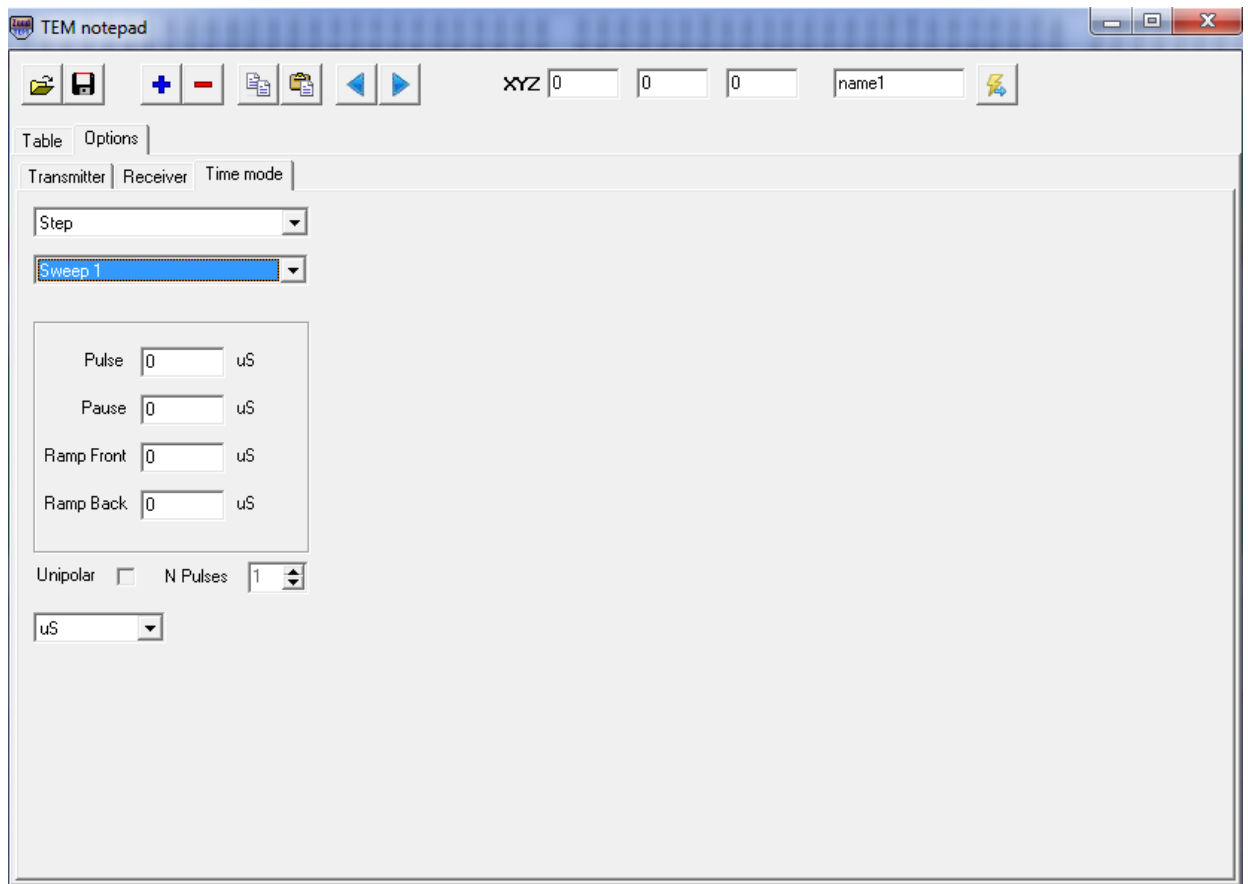 TEM notepad
XYZ 0 0 0 name1
Table Options
Transmitter Receiver Time mode
Step
Sweep 1
Pulse 0 uS
Pause 0 uS
Ramp Front 0 uS
Ramp Back 0 uS
Unipolar N Pulses 1
uS